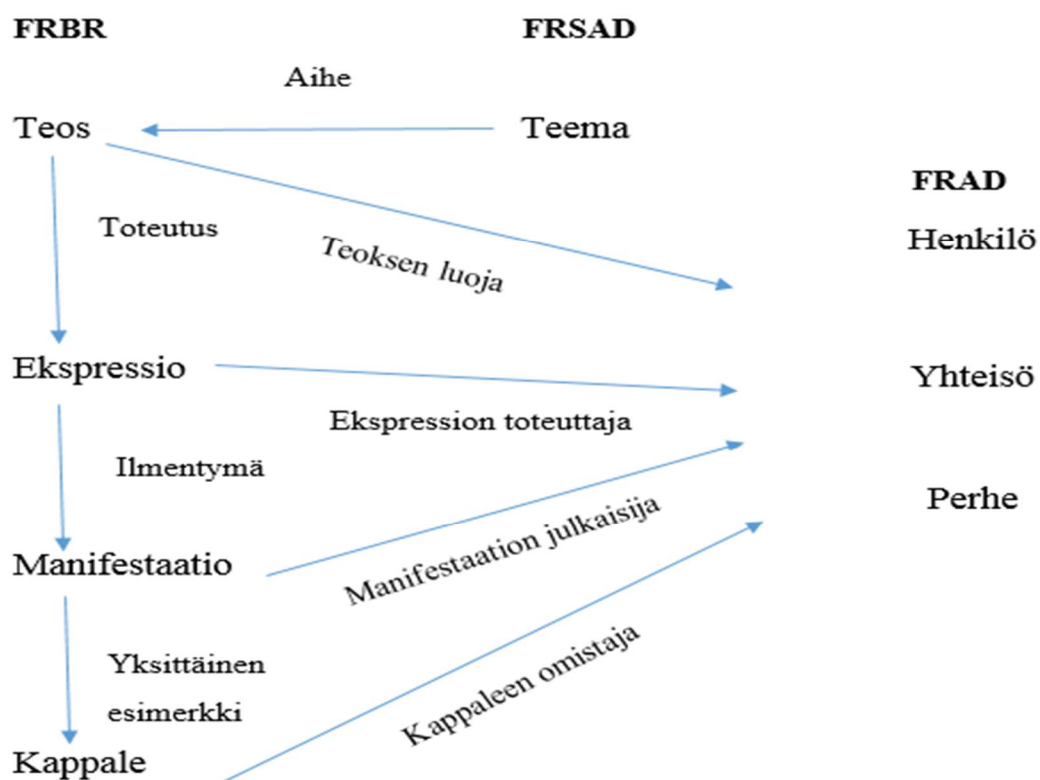 FRBR
FRSAD
Aihe
Teos
Teema
FRAD
Toteutus
Henkilö
Teoksen luoja
Ekspressio
Yhteisö
Ekspression toteuttaja
Ilmentymä
Perhe
Manifestaatio
Manifestaation julkaisija
Yksittäinen
esimerkki
Kappaleen omistaja
Kappale